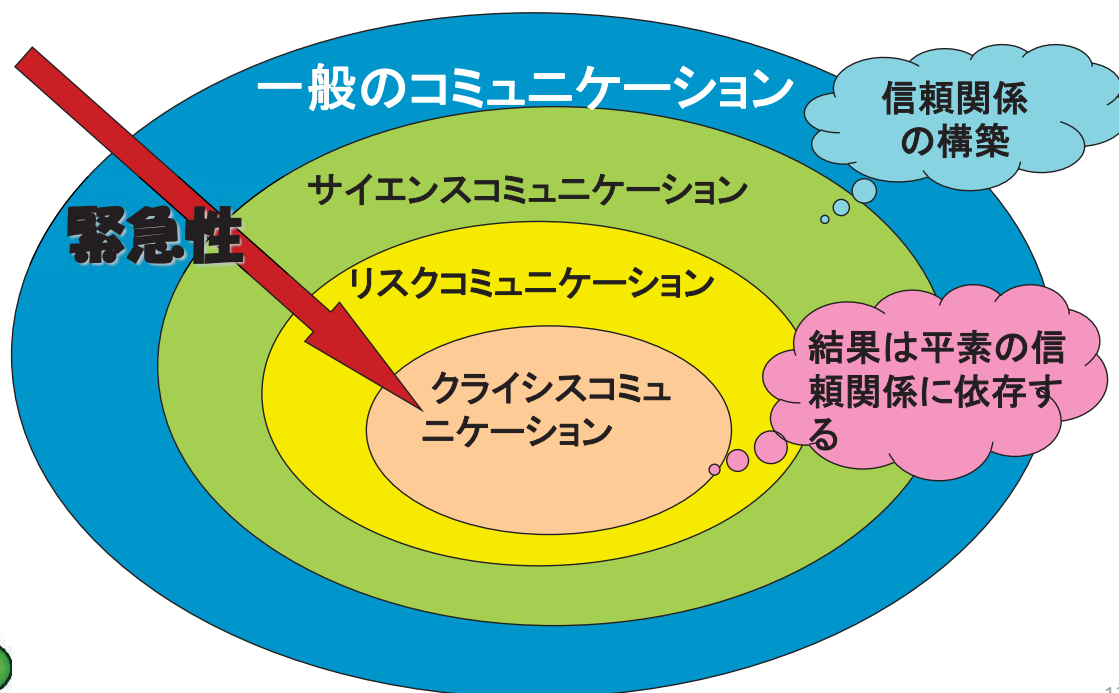 一般のコミュニケーション
信頼関係
の構築
サイエンスコミュニケーション
緊急性
リスクコミュニケーション
結果は平素の信
頼関係に依存す
る
クライシスコミュ
ニケーション